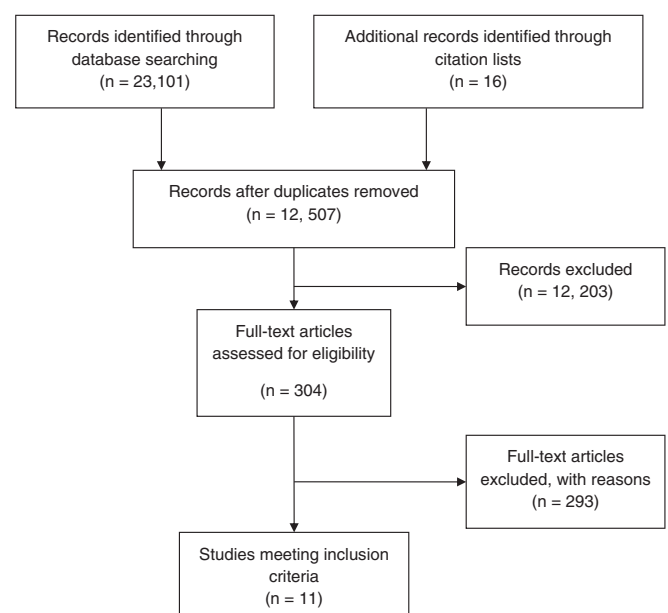 Records identified through
database searching
(n = 23,101)
Additional records identified through
citation lists
(n = 16)
Records after duplicates removed
(n = 12, 507)
Records excluded
(n = 12, 203)
Full-text articles
assessed for eligibility
(n = 304)
Full-text articles
excluded, with reasons
(n = 293)
Studies meeting inclusion
criteria
(n = 11)